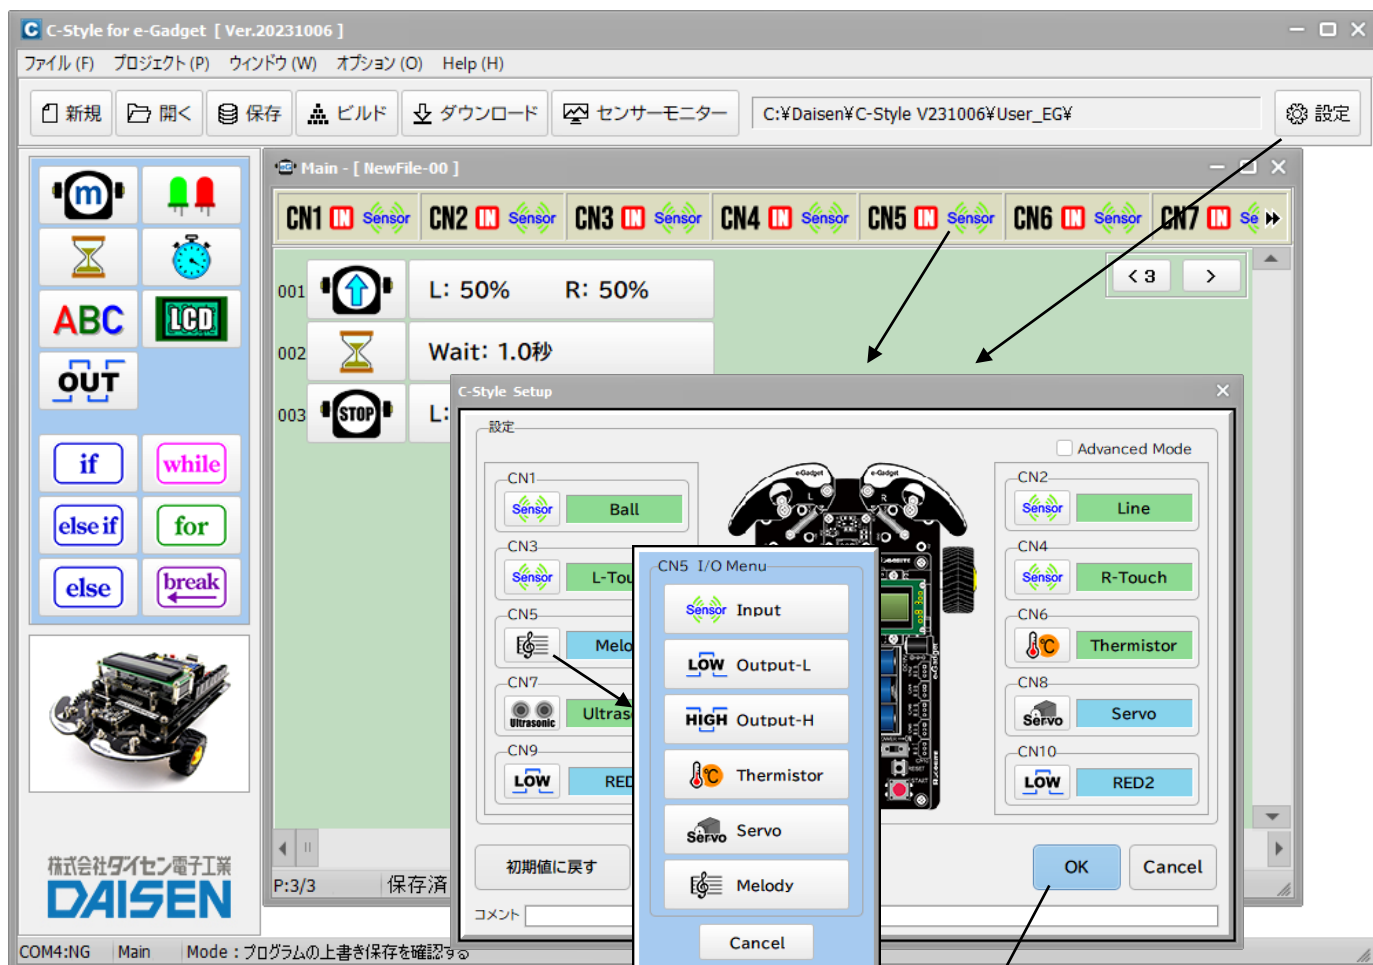 C-Style for e-Gadget [ Ver.20231006 ]
ファイル (F) プロジェクト (P) ウィンドウ (W) オプション (O) Help (H)
新規 開く 保存 ビルド ダウンロード センサーモニター C:¥Daisen¥C-Style V231006¥User_EG¥ 設定
Main - [ NewFile-00 ]
CN1 IN Sensor CN2 IN Sensor CN3 IN Sensor CN4 IN Sensor CN5 IN Sensor CN6 IN Sensor CN7 IN Se
m
ABC LCD
OUT
if while
else if for
else break
001 L: 50% R: 50%
< 3 >
002 Wait: 1.0秒
003 STOP L:
C-Style Setup
設定
Advanced Mode
CN1
Sensor Ball
CN2
Sensor Line
CN3
Sensor L-Tou
CN4
Sensor R-Touch
CN5
Melo
CN6
℃ Thermistor
CN7
Ultrasonic Ultras
CN8
Servo Servo
CN9
LOW RED
CN10
LOW RED2
e-Gadget e-Gadget
L R
RESET
START
e-Gadget
CN5 I/O Menu
Sensor Input
LOW Output-L
HIGH Output-H
℃ Thermistor
Servo Servo
Melody
Cancel
初期値に戻す OK Cancel
コメント
P:3/3 保存済
株式会社ダイセン電子工業
DAISEN
COM4:NG Main Mode : プログラムの上書き保存を確認する